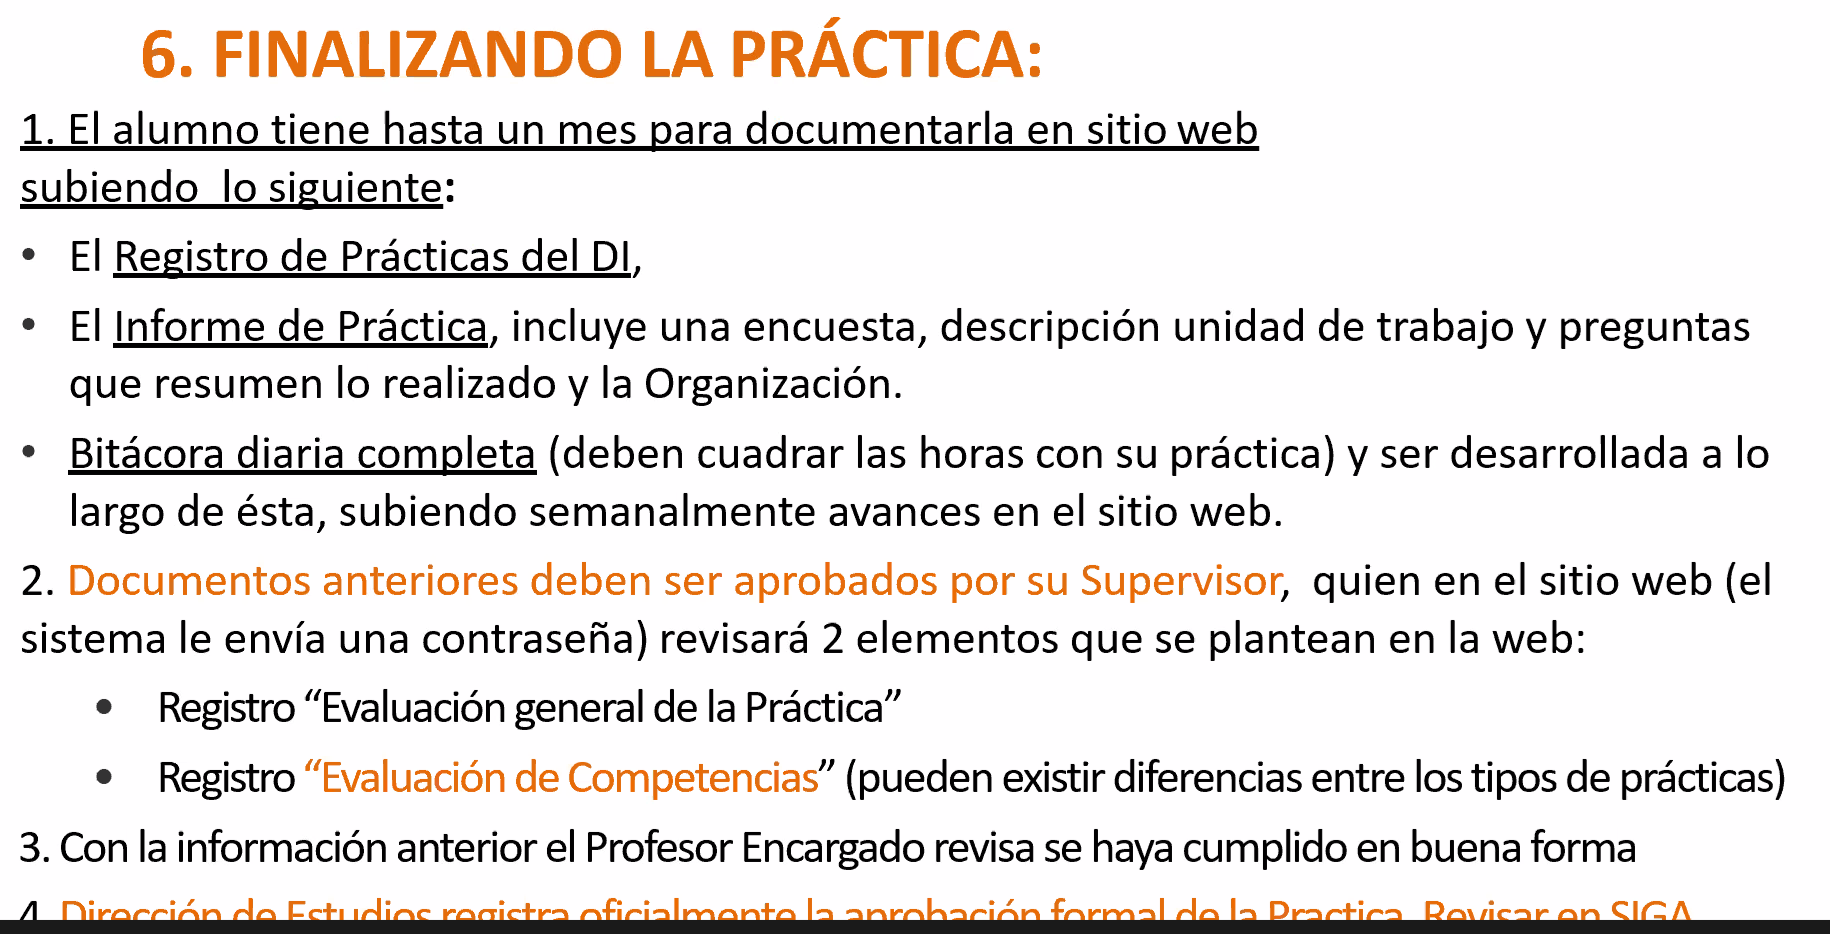 6. FINALIZANDO LA PRÁCTICA:
1. El alumno tiene hasta un mes para documentarla en sitio web
subiendo  lo siguiente:
• El Registro de Prácticas del DI,
• El Informe de Práctica, incluye una encuesta, descripción unidad de trabajo y preguntas
que resumen lo realizado y la Organización.
• Bitácora diaria completa (deben cuadrar las horas con su práctica) y ser desarrollada a lo
largo de ésta, subiendo semanalmente avances en el sitio web.
2. Documentos anteriores deben ser aprobados por su Supervisor,  quien en el sitio web (el
sistema le envía una contraseña) revisará 2 elementos que se plantean en la web:
• Registro “Evaluación general de la Práctica”
• Registro “Evaluación de Competencias” (pueden existir diferencias entre los tipos de prácticas)
3. Con la información anterior el Profesor Encargado revisa se haya cumplido en buena forma
4. Dirección de Estudios registra oficialmente la aprobación formal de la Practica. Revisar en SIGA